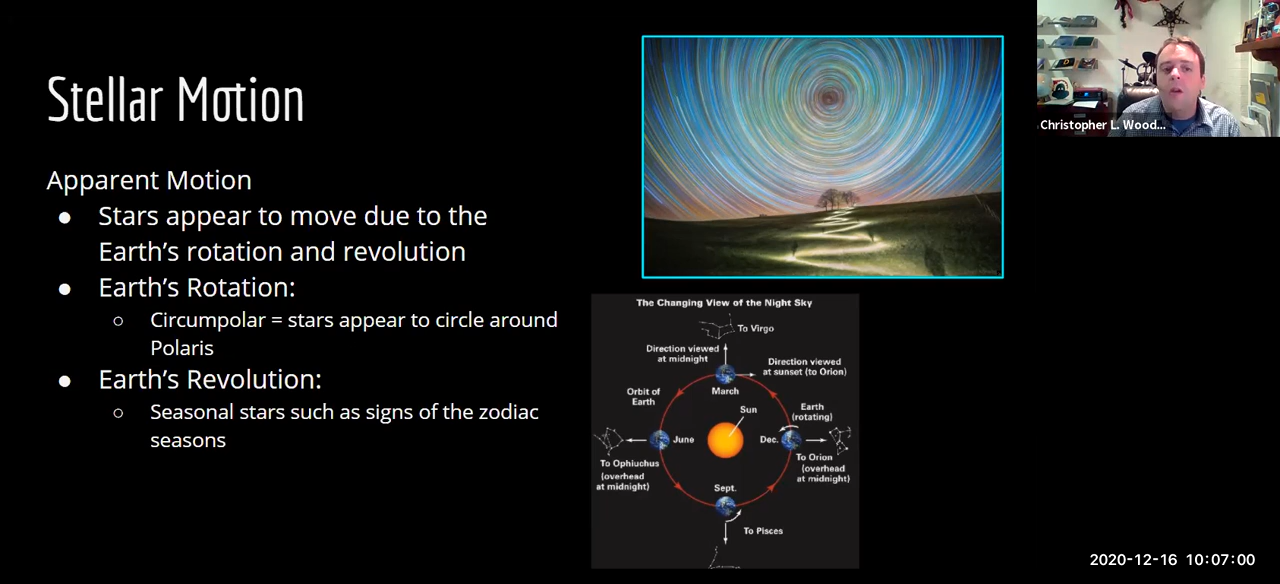 Stellar Motion
Apparent Motion
● Stars appear to move due to the
Earth's rotation and revolution
● Earth's Rotation:
○ Circumpolar = stars appear to circle around
Polaris
● Earth's Revolution:
○ Seasonal stars such as signs of the zodiac
seasons
The Changing View of the Night Sky
To Virgo
Direction viewed
at midnight
Direction viewed
at sunset (to Orion)
Orbit of
Earth
March
Sun
Earth
(rotating)
June
Dec.
To Ophiuchus
(overhead
at midnight)
To Orion
(overhead
at midnight)
Sept.
To Pisces
Christopher L. Wood...
2020-12-16 10:07:00